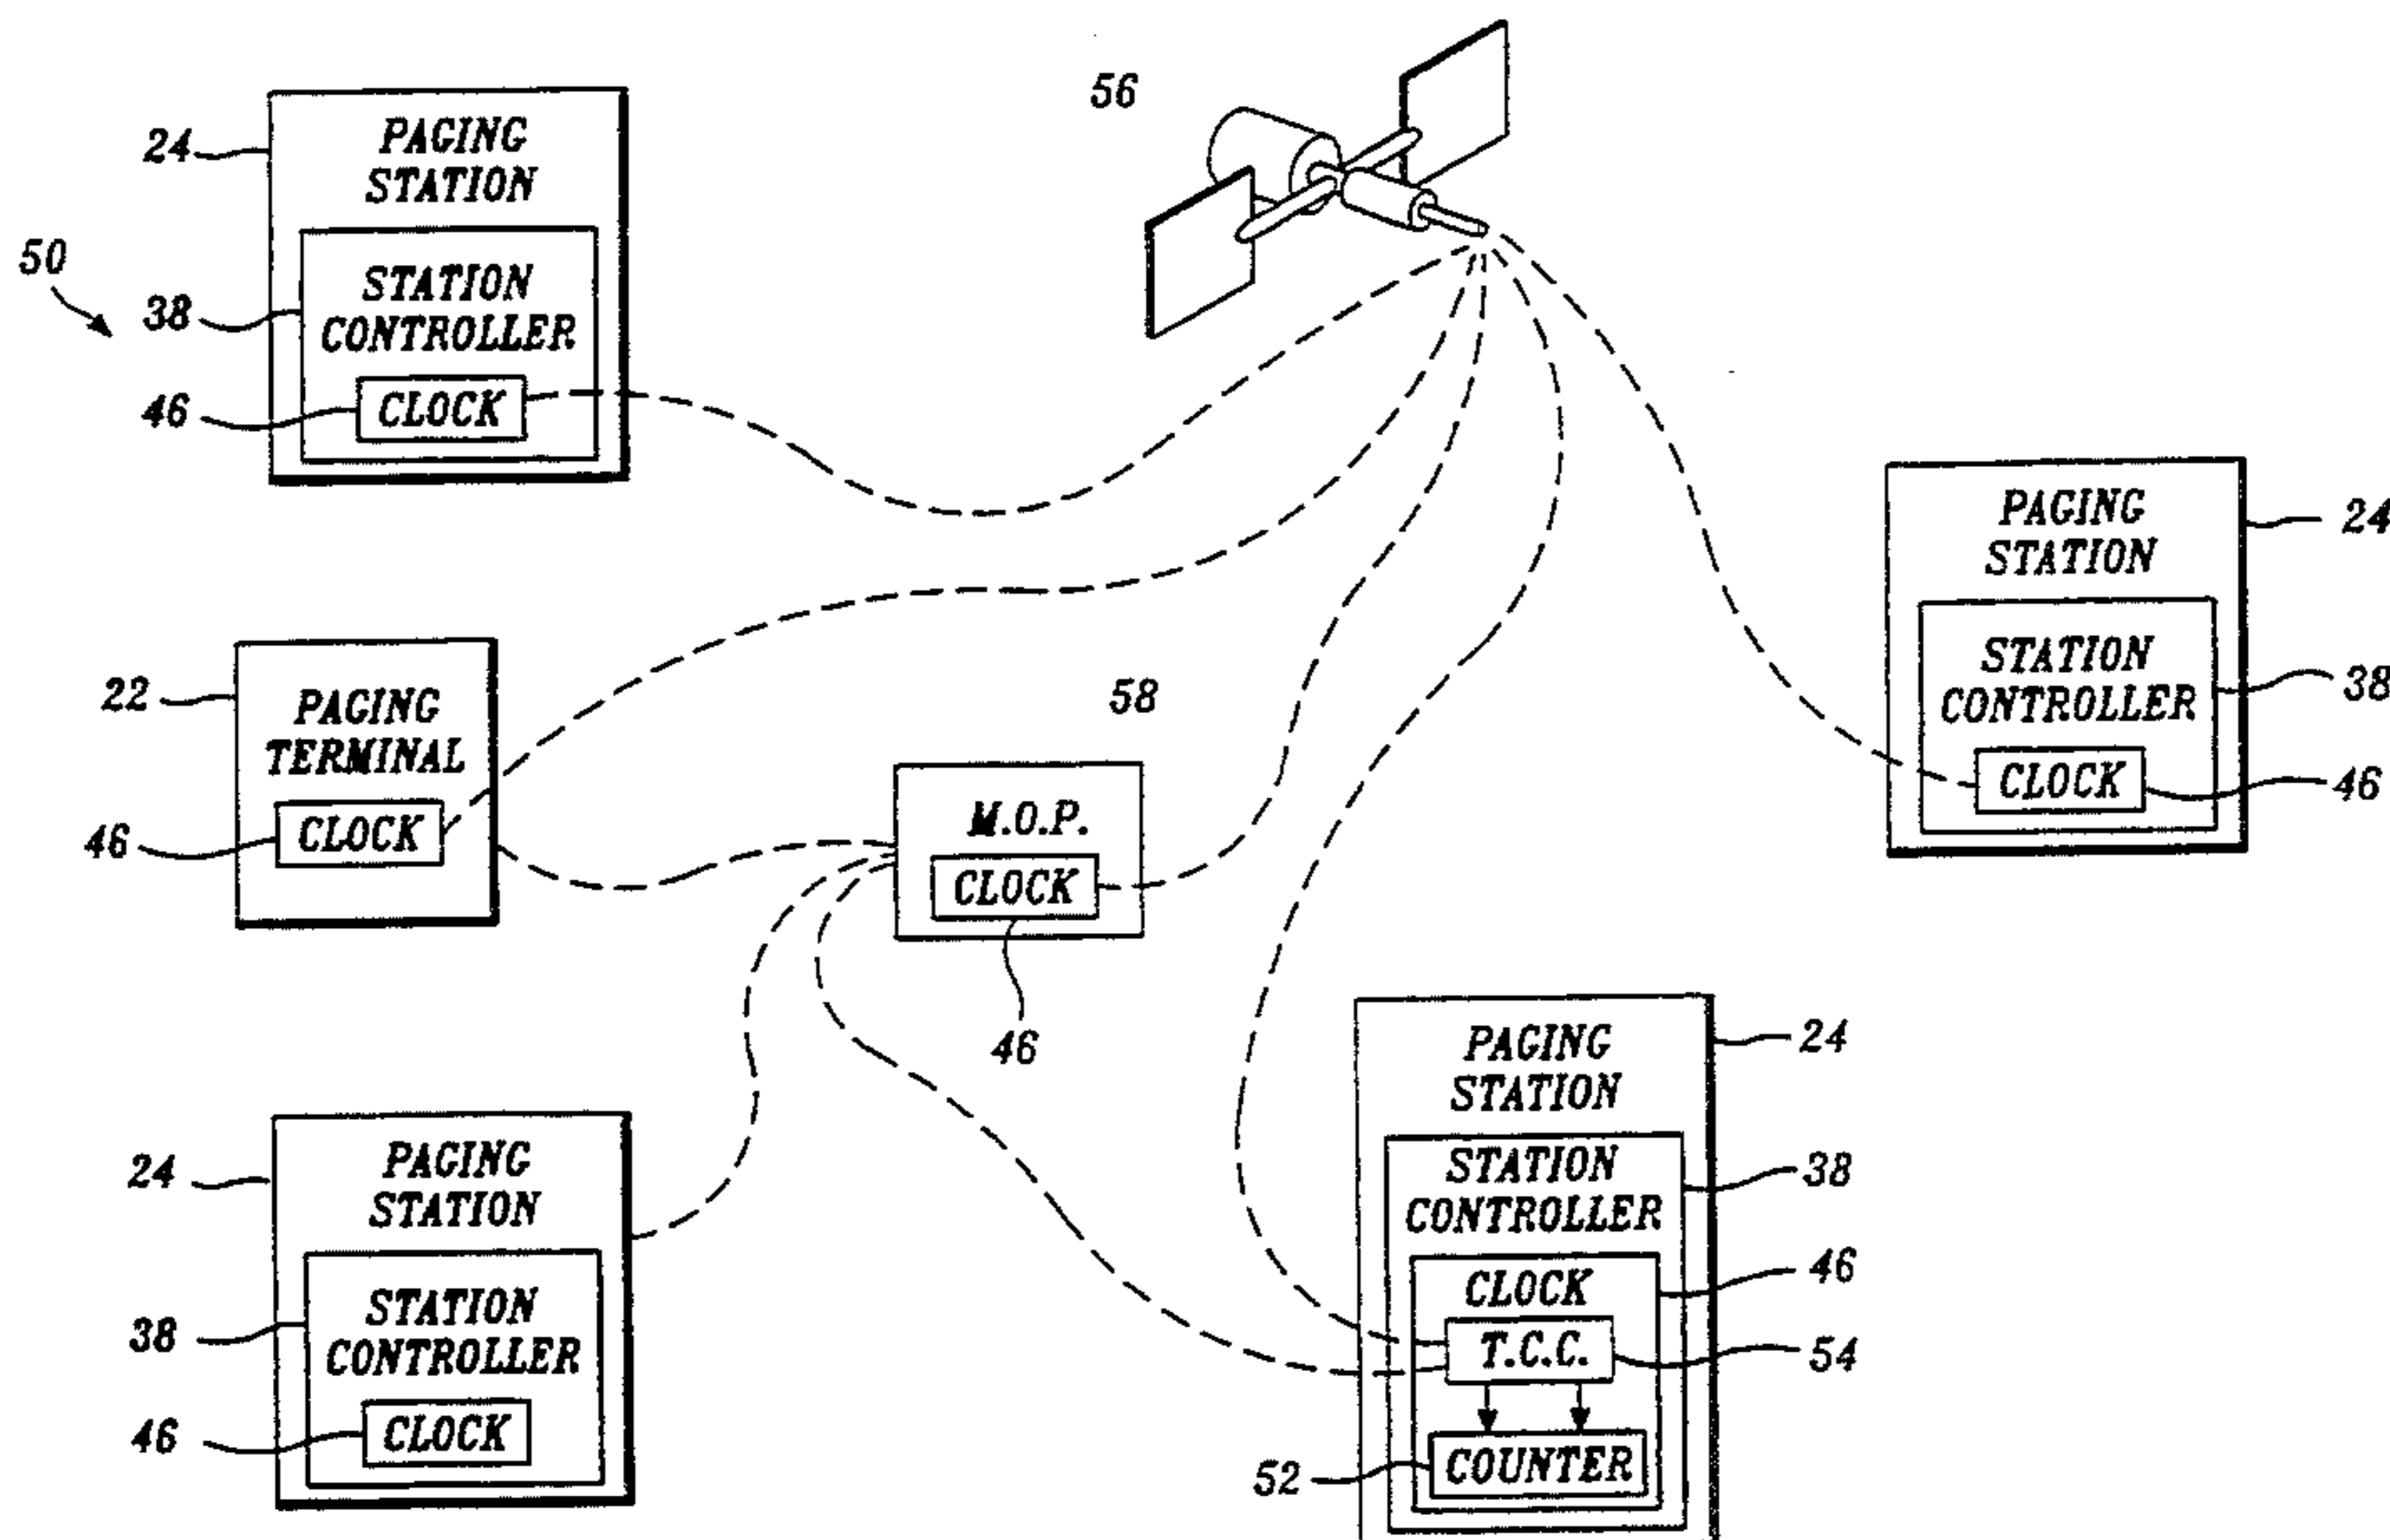 56
24
PAGING
STATION
50
38
STATION
CONTROLLER
46
CLOCK
24
PAGING
STATION
38
STATION
CONTROLLER
46
CLOCK
22
PAGING
TERMINAL
46
CLOCK
58
M.O.P.
CLOCK
46
24
PAGING
STATION
38
STATION
CONTROLLER
46
CLOCK
24
PAGING
STATION
38
STATION
CONTROLLER
46
CLOCK
T.C.C.
54
52
COUNTER